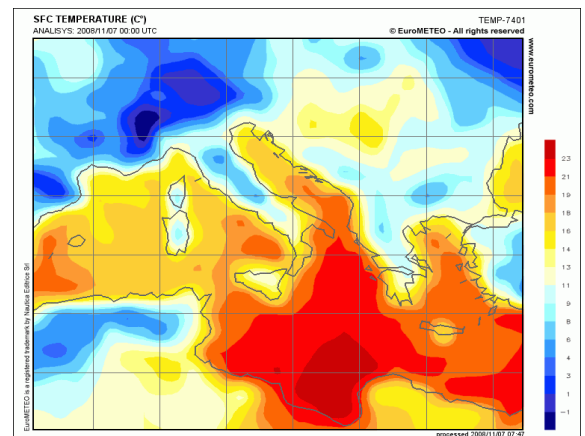 SFC TEMPERATURE (C°)
TEMP-7401
ANALISYS: 2008/11/07 00:00 UTC
© EuroMETEO - All rights reserved
www.eurometeo.com
EuroMETEO is a registered trademark by Nautica Editrice Srl
23
21
19
18
16
14
13
11
9
8
6
4
3
1
-1
processed 2008/11/07 07:47